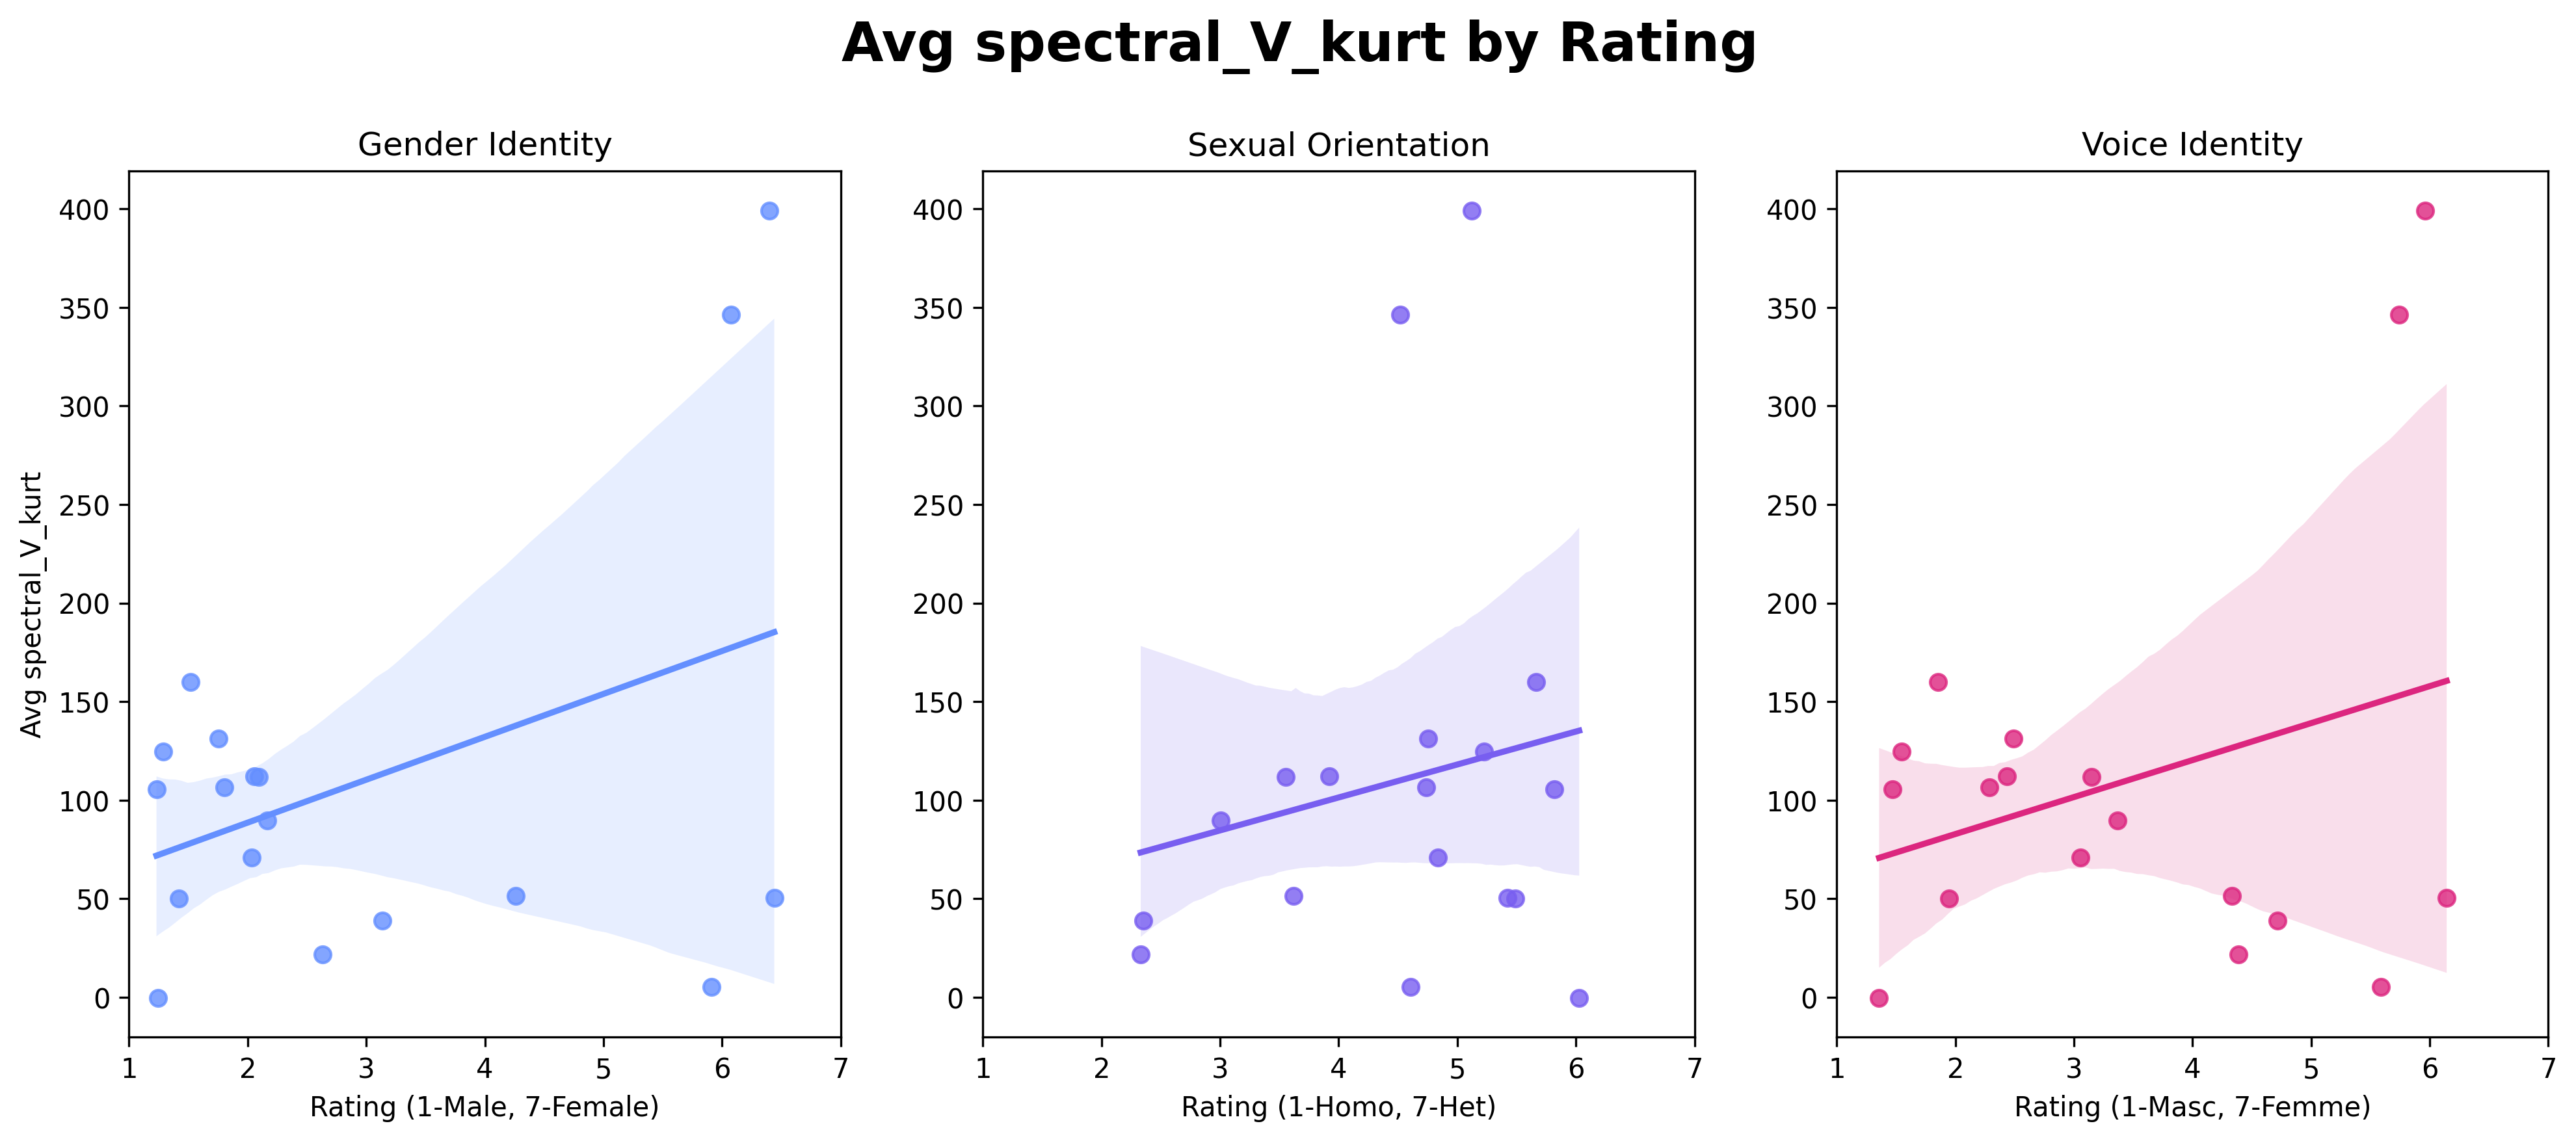 Avg spectral_V_kurt by Rating
Gender Identity
Sexual Orientation
Voice Identity
Avg spectral_V_kurt
400
350
300
250
200
150
100
50
0
1 2 3 4 5 6 7
Rating (1-Male, 7-Female)
400
350
300
250
200
150
100
50
0
1 2 3 4 5 6 7
Rating (1-Homo, 7-Het)
400
350
300
250
200
150
100
50
0
1 2 3 4 5 6 7
Rating (1-Masc, 7-Femme)